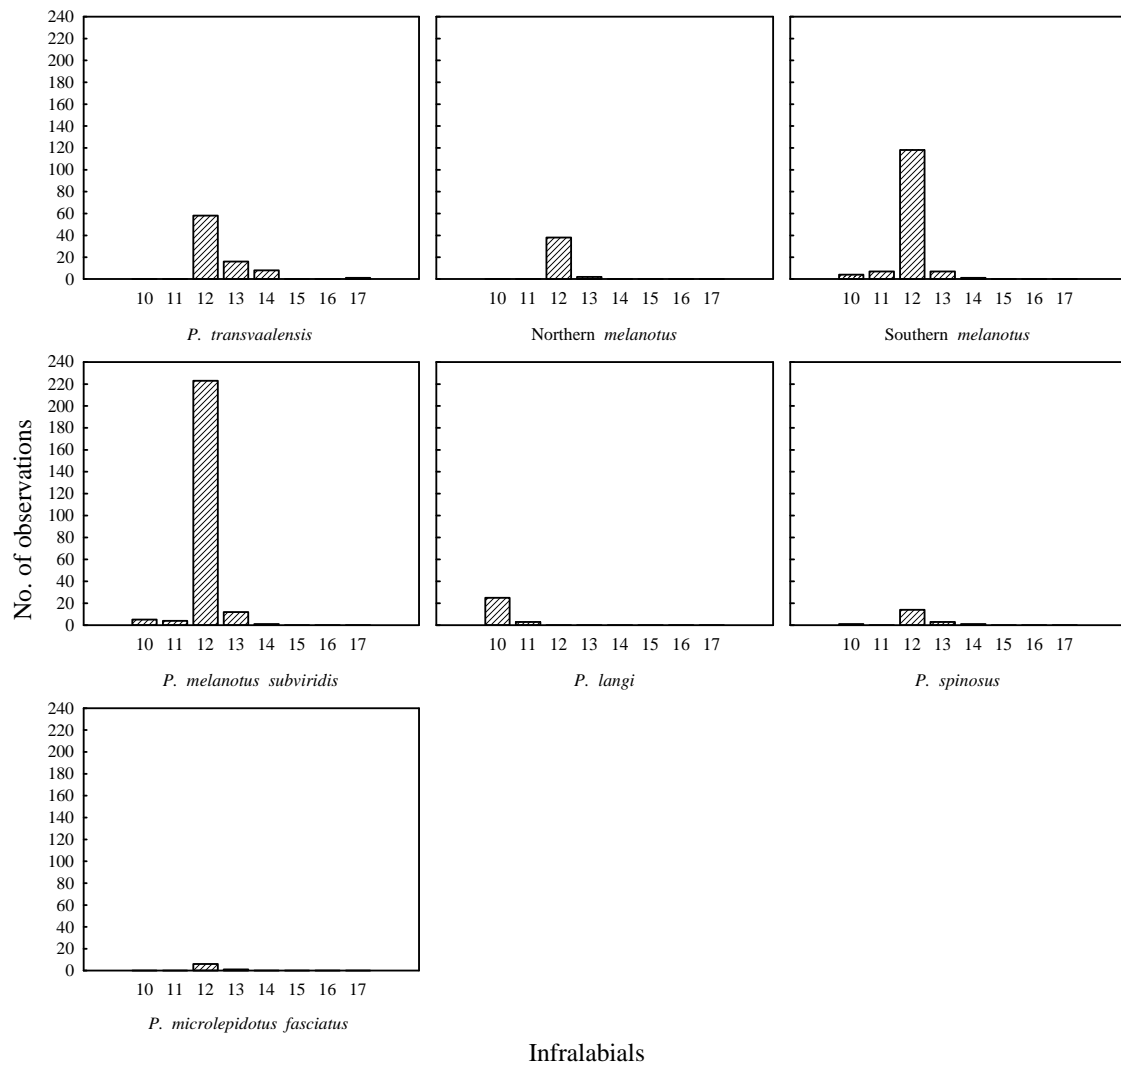 240
220
200
180
160
140
120
100
80
60
40
20
0
10 11 12 13 14 15 16 17
10 11 12 13 14 15 16 17
10 11 12 13 14 15 16 17
P. transvaalensis
Northern melanotus
Southern melanotus
No. of observations
240
220
200
180
160
140
120
100
80
60
40
20
0
10 11 12 13 14 15 16 17
10 11 12 13 14 15 16 17
10 11 12 13 14 15 16 17
P. melanotus subviridis
P. langi
P. spinosus
240
220
200
180
160
140
120
100
80
60
40
20
0
10 11 12 13 14 15 16 17
P. microlepidotus fasciatus
Infralabials